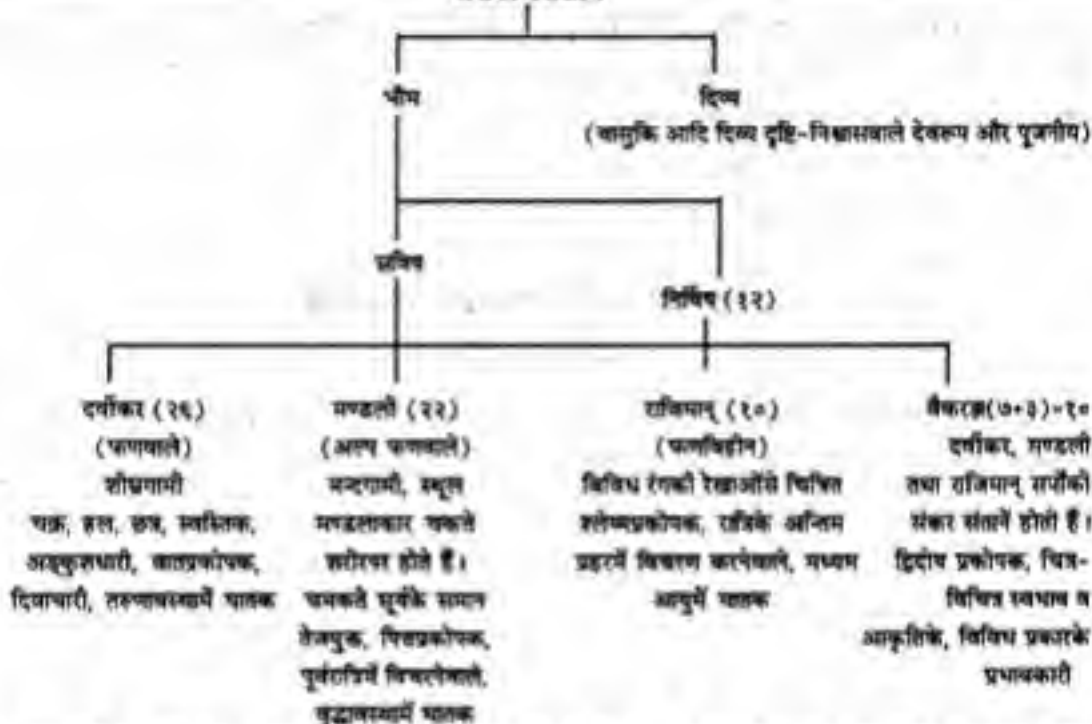 भौम
दिव्य
(वासुकि आदि दिव्य दृष्टि-निश्वासवाले देवरूप और पूजनीय)
सविष
निर्विष (१२)
दर्वीकर (२६)
(फणवाले)
शीघ्रगामी
चक्र, हल, छत्र, स्वस्तिक,
अङ्कुशधारी, वातप्रकोपक,
दिवाचारी, तरुणावस्थामें घातक
मण्डली (२२)
(अल्प फणवाले)
मन्दगामी, स्थूल
मण्डलाकार चकते
शरीरपर होते हैं।
चमकते सूर्यके समान
तेजयुक्त, पित्तप्रकोपक,
पूर्वरात्रिमें विचरनेवाले,
वृद्धावस्थामें घातक
राजिमान् (१०)
(फणविहीन)
विविध रंगकी रेखाओंसे चित्रित
श्लेष्मप्रकोपक, रात्रिके अन्तिम
प्रहरमें विचरण करनेवाले, मध्यम
आयुमें घातक
वैकरञ्ज(७+३)=१०
दर्वीकर, मण्डली
तथा राजिमान् सर्पोंकी
संकर संतानें होती हैं।
द्विदोष प्रकोपक, चित्र-
विचित्र स्वभाव व
आकृतिके, विविध प्रकारके
प्रभावकारी